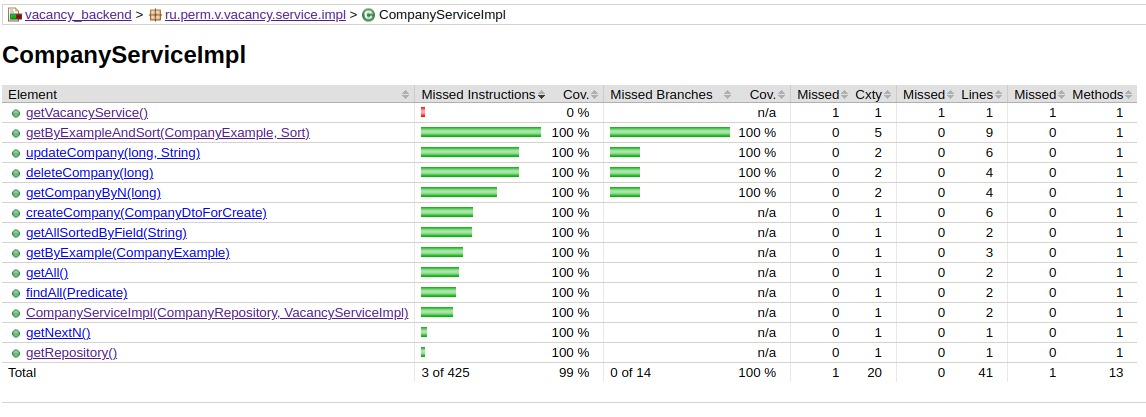 vacancy_backend > ru.perm.v.vacancy.service.impl > CompanyServiceImpl
CompanyServiceImpl
Element Missed Instructions Cov. Missed Branches Cov. Missed Cxty Missed Lines Missed Methods
getVacancyService() 0 % n/a 1 1 1 1 1 1
getByExampleAndSort(CompanyExample, Sort) 100 % 100 % 0 5 0 9 0 1
updateCompany(long, String) 100 % 100 % 0 2 0 6 0 1
deleteCompany(long) 100 % 100 % 0 2 0 4 0 1
getCompanyByN(long) 100 % 100 % 0 2 0 4 0 1
createCompany(CompanyDtoForCreate) 100 % n/a 0 1 0 6 0 1
getAllSortedByField(String) 100 % n/a 0 1 0 2 0 1
getByExample(CompanyExample) 100 % n/a 0 1 0 3 0 1
getAll() 100 % n/a 0 1 0 2 0 1
findAll(Predicate) 100 % n/a 0 1 0 2 0 1
CompanyServiceImpl(CompanyRepository, VacancyServiceImpl) 100 % n/a 0 1 0 2 0 1
getNextN() 100 % n/a 0 1 0 1 0 1
getRepository() 100 % n/a 0 1 0 1 0 1
Total 3 of 425 99 % 0 of 14 100 % 1 20 0 41 1 13